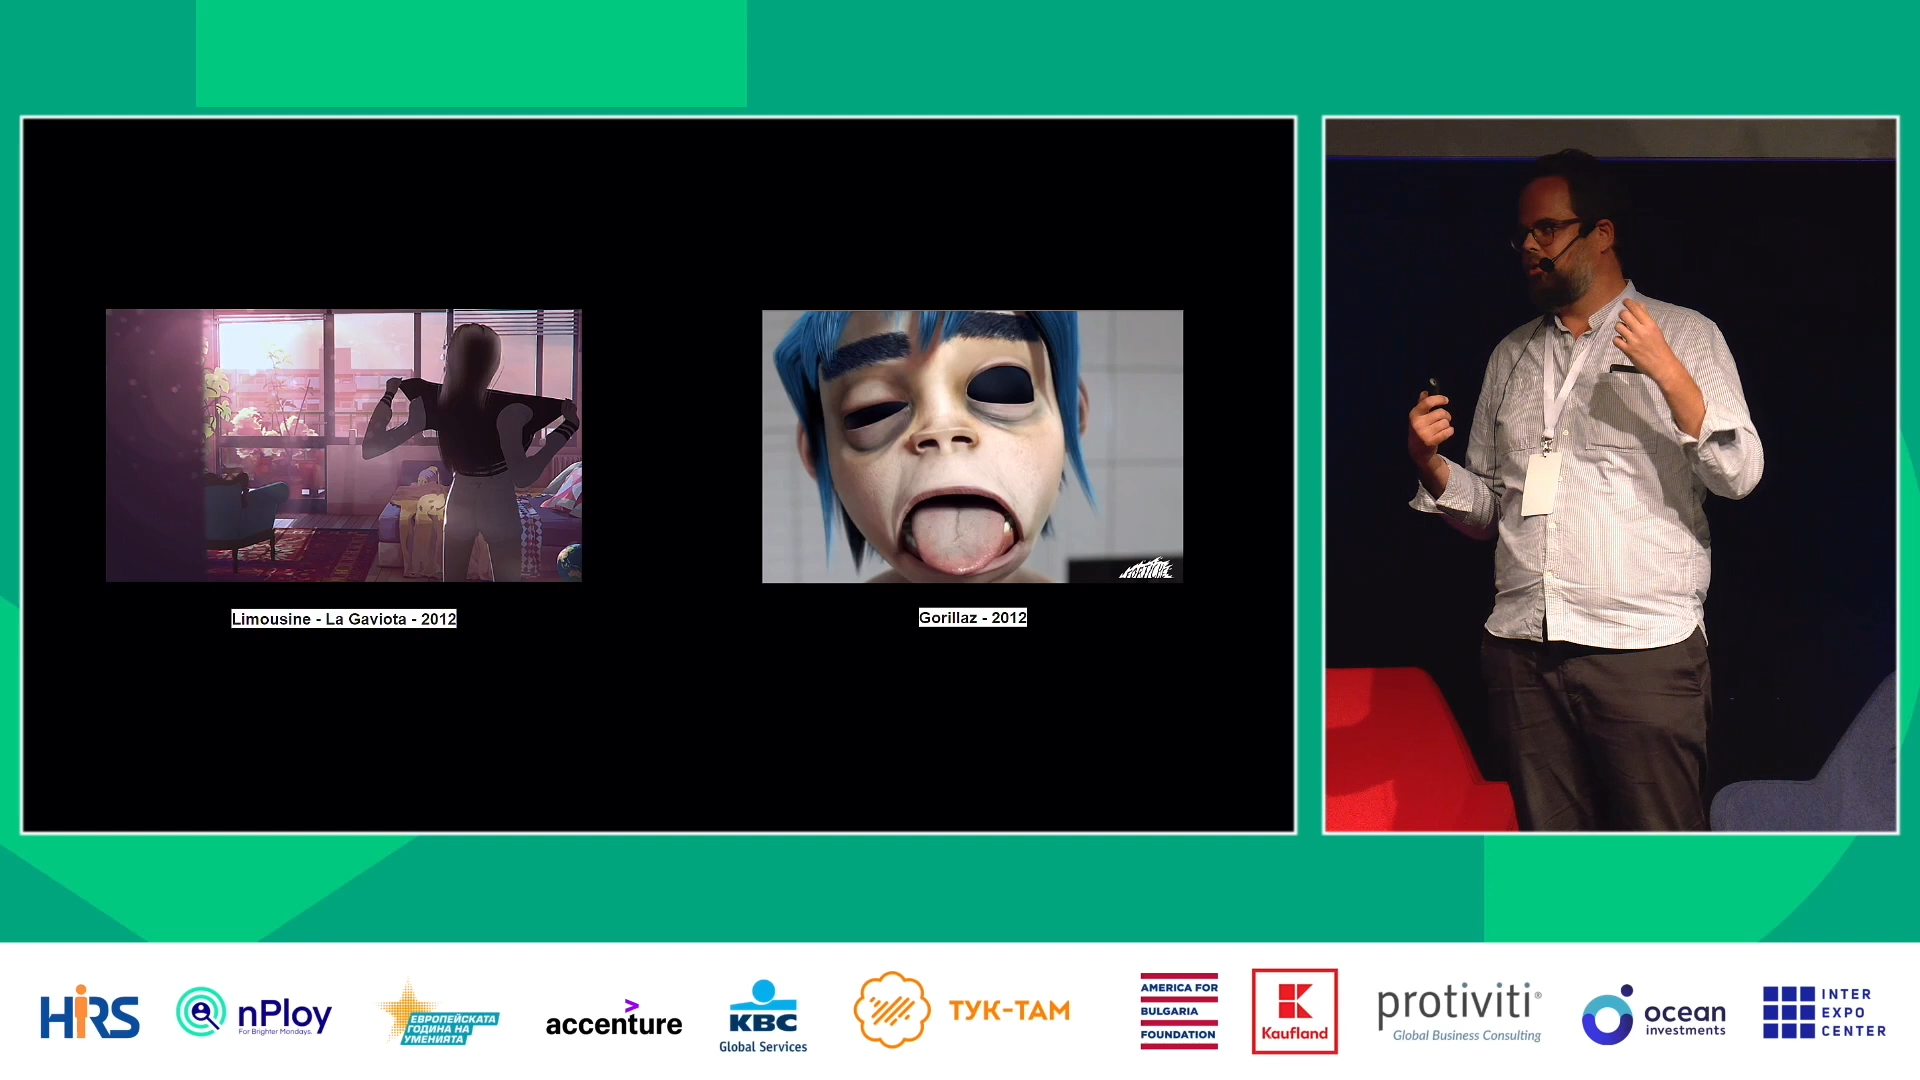 Limousine - La Gaviota - 2012
Gorillaz - 2012
HRS
nPloy
For Brighter Mondays.
ЕВРОПЕЙСКАТА
ГОДИНА НА
УМЕНИЯТА
accenture
KBC
Global Services
ТУК-ТАМ
AMERICA FOR
BULGARIA
FOUNDATION
Kaufland
protiviti®
Global Business Consulting
ocean
investments
INTER
EXPO
CENTER